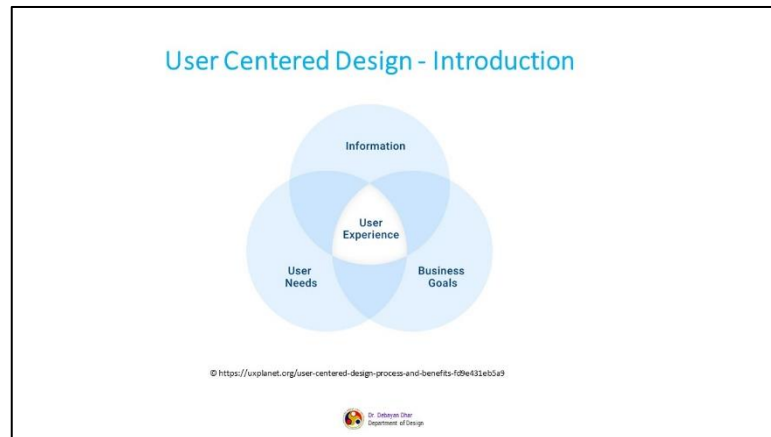 User Centered Design - Introduction
Information
User
Experience
User
Needs
Business
Goals
© https://uxplanet.org/user-centered-design-process-and-benefits-fd9e431eb5a9
Dr. Debayan Dhar
Department of Design